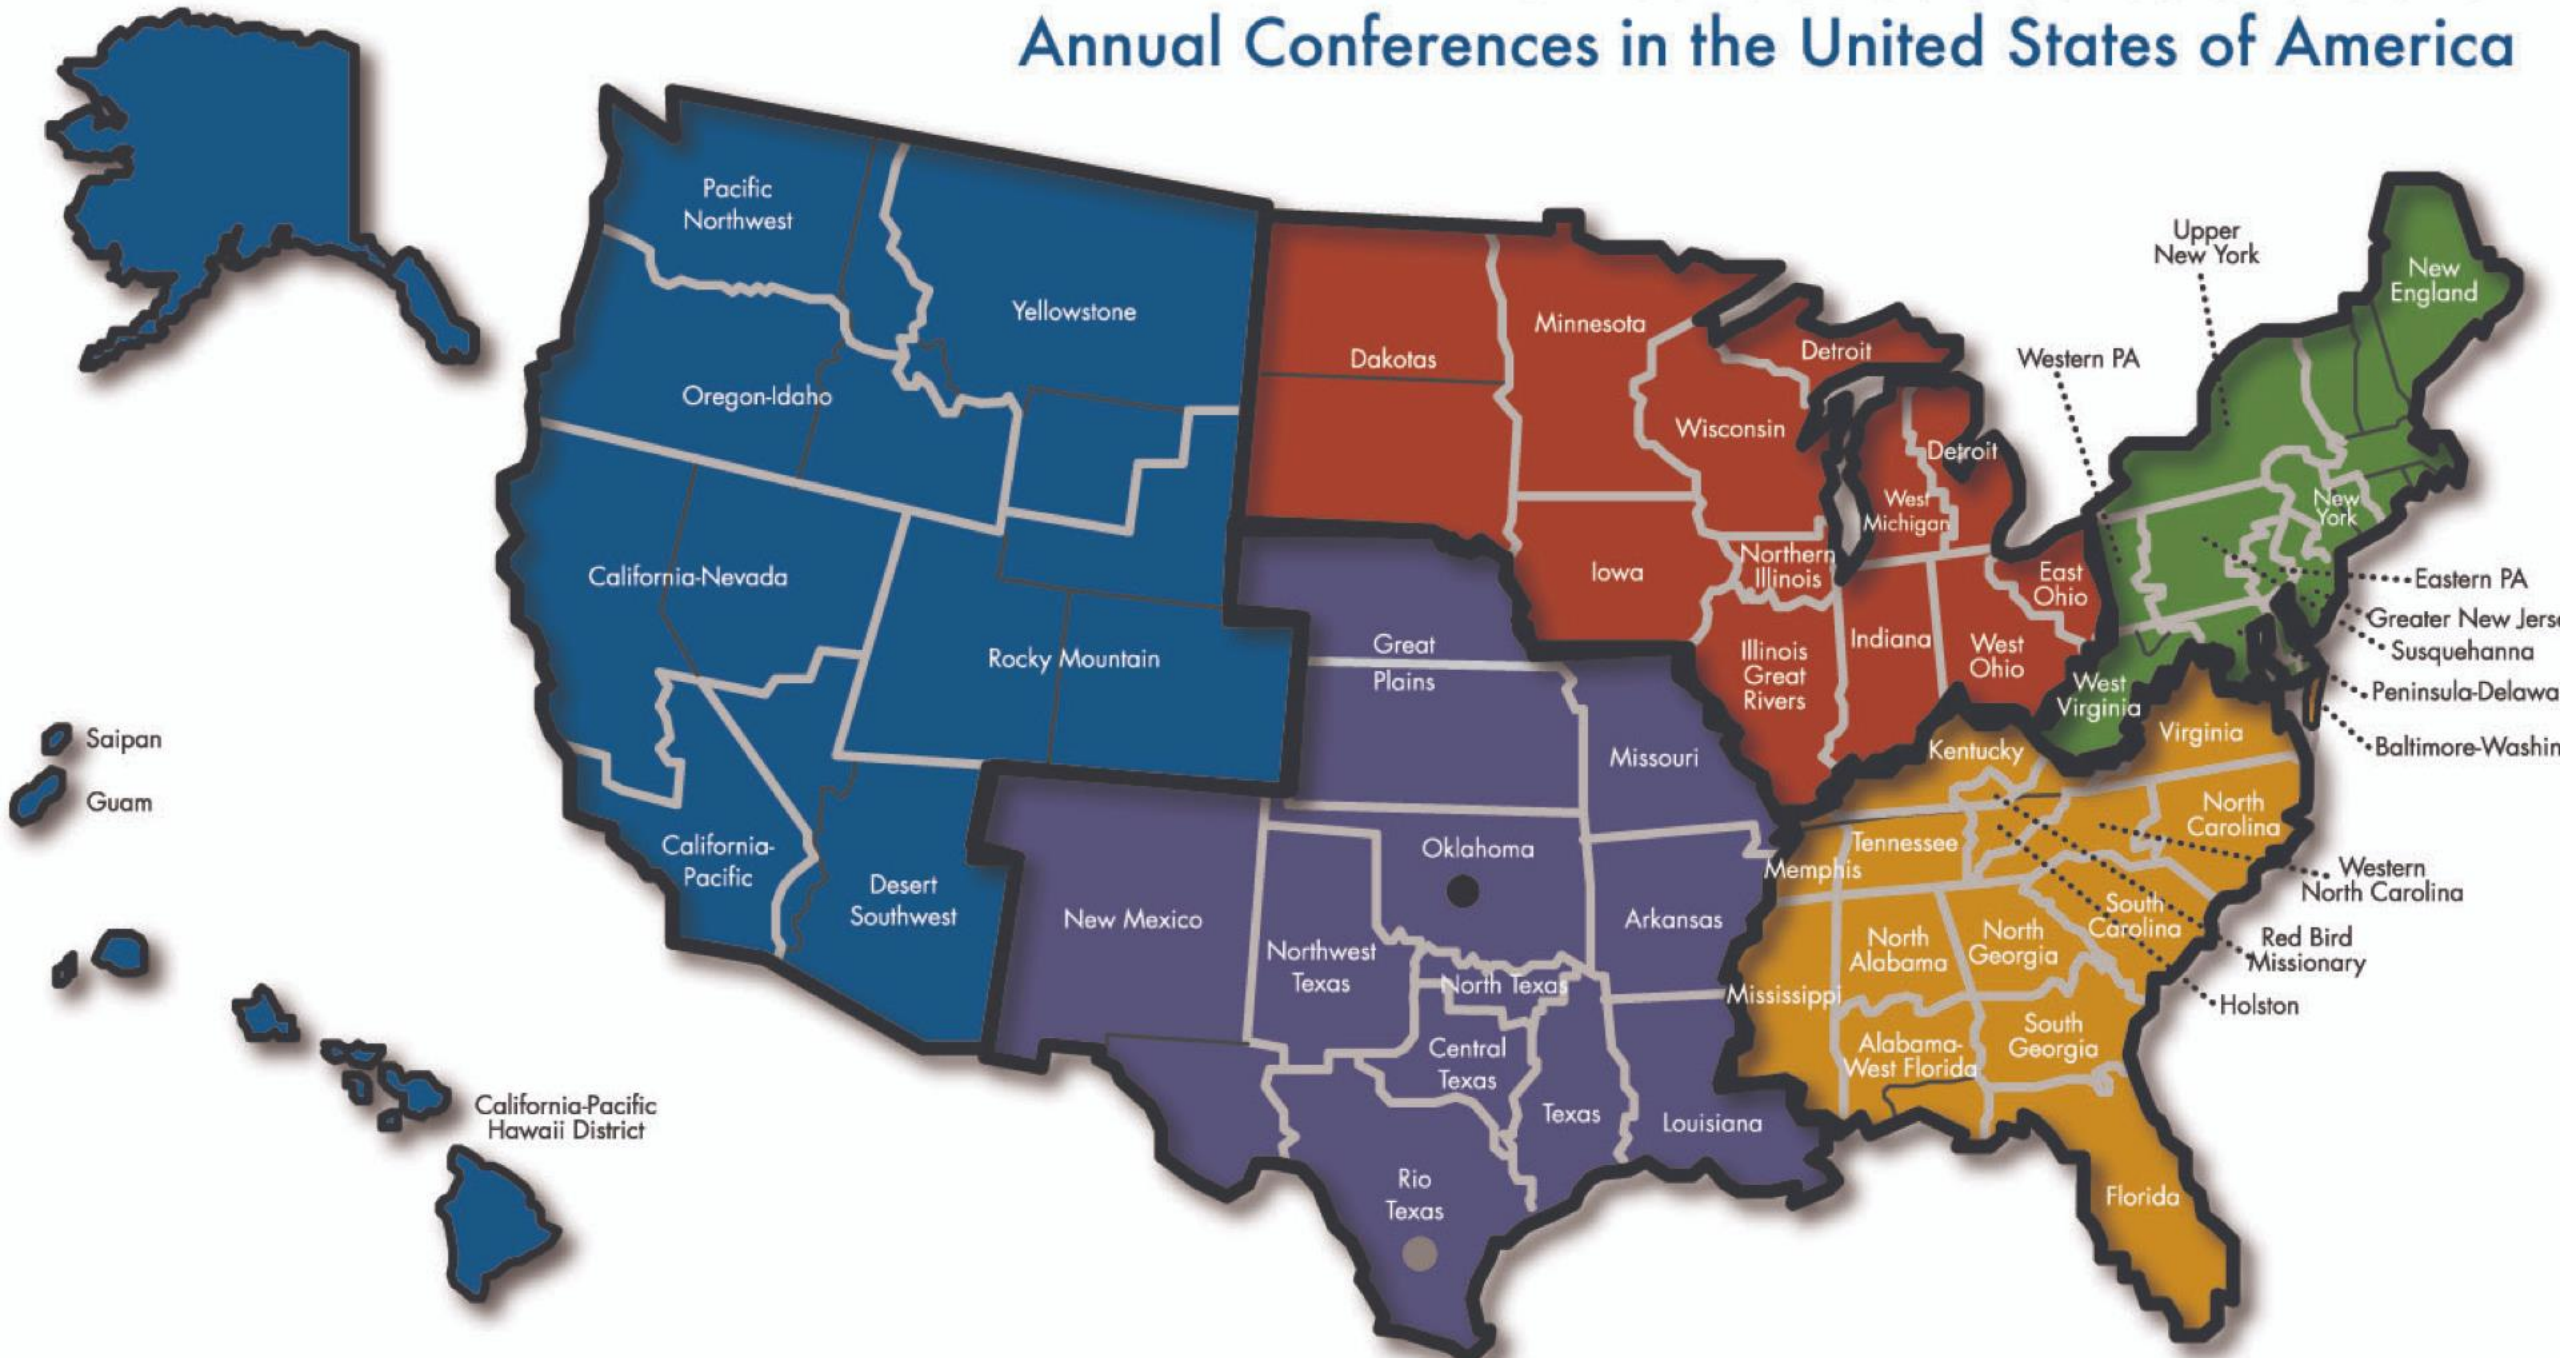 Annual Conferences in the United States of America
Pacific
Northwest
Yellowstone
Oregon-Idaho
California-Nevada
Rocky Mountain
California-
Pacific
Desert
Southwest
Saipan
Guam
California-Pacific
Hawaii District
Dakotas
Minnesota
Detroit
Wisconsin
Detroit
West
Michigan
Iowa
Northern
Illinois
Illinois
Great
Rivers
Indiana
East
Ohio
West
Ohio
Great
Plains
Missouri
Oklahoma
Arkansas
New Mexico
Northwest
Texas
North Texas
Central
Texas
Texas
Louisiana
Rio
Texas
Upper
New York
New
England
Western PA
New
York
Eastern PA
Greater New Jerse
Susquehanna
Peninsula-Delawa
Baltimore-Washin
West
Virginia
Virginia
Kentucky
North
Carolina
Tennessee
Memphis
Western
North Carolina
South
Carolina
North
Alabama
North
Georgia
Red Bird
Missionary
Holston
Mississippi
Alabama-
West Florida
South
Georgia
Florida